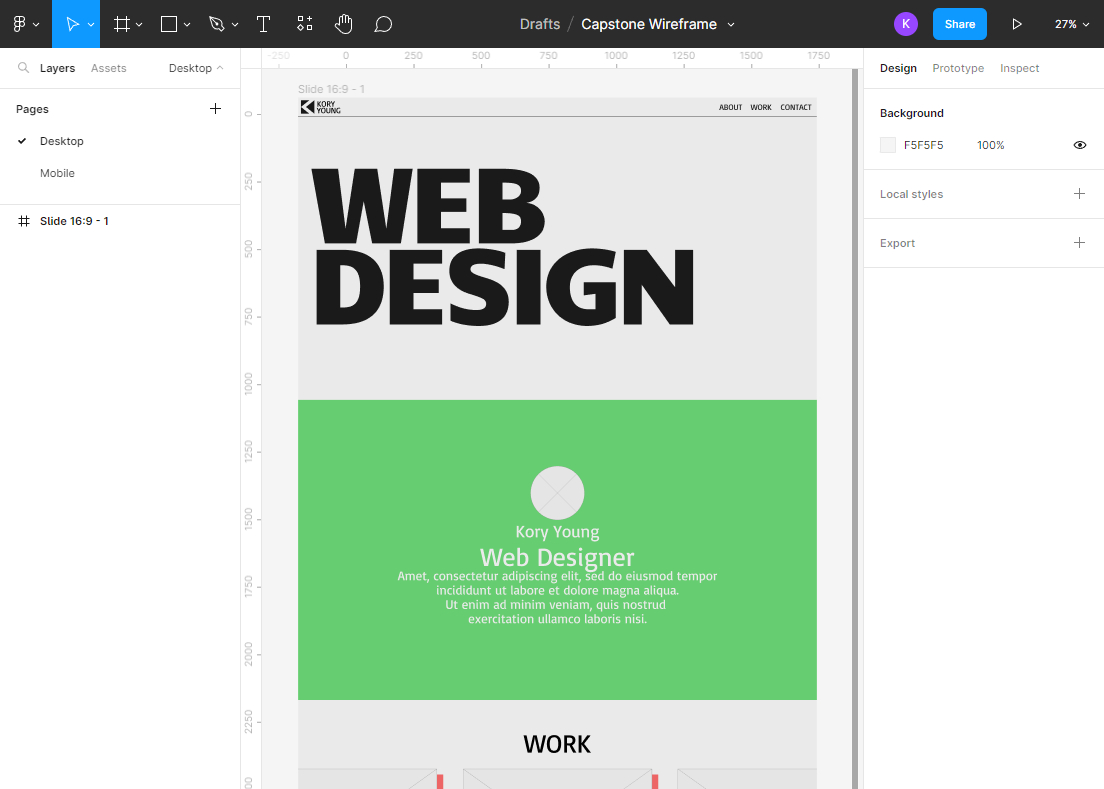 Drafts / Capstone Wireframe
K
Share
27%
Layers
Assets
Desktop
Pages
Desktop
Mobile
Slide 16:9 - 1
-250 0 250 500 750 1000 1250 1500 1750
0
250
500
750
1000
1250
1500
1750
2000
2250
Slide 16:9 - 1
KORY
YOUNG
ABOUT WORK CONTACT
WEB
DESIGN
Kory Young
Web Designer
Amet, consectetur adipiscing elit, sed do eiusmod tempor
incididunt ut labore et dolore magna aliqua.
Ut enim ad minim veniam, quis nostrud
exercitation ullamco laboris nisi.
WORK
Design
Prototype
Inspect
Background
F5F5F5 100%
Local styles
Export